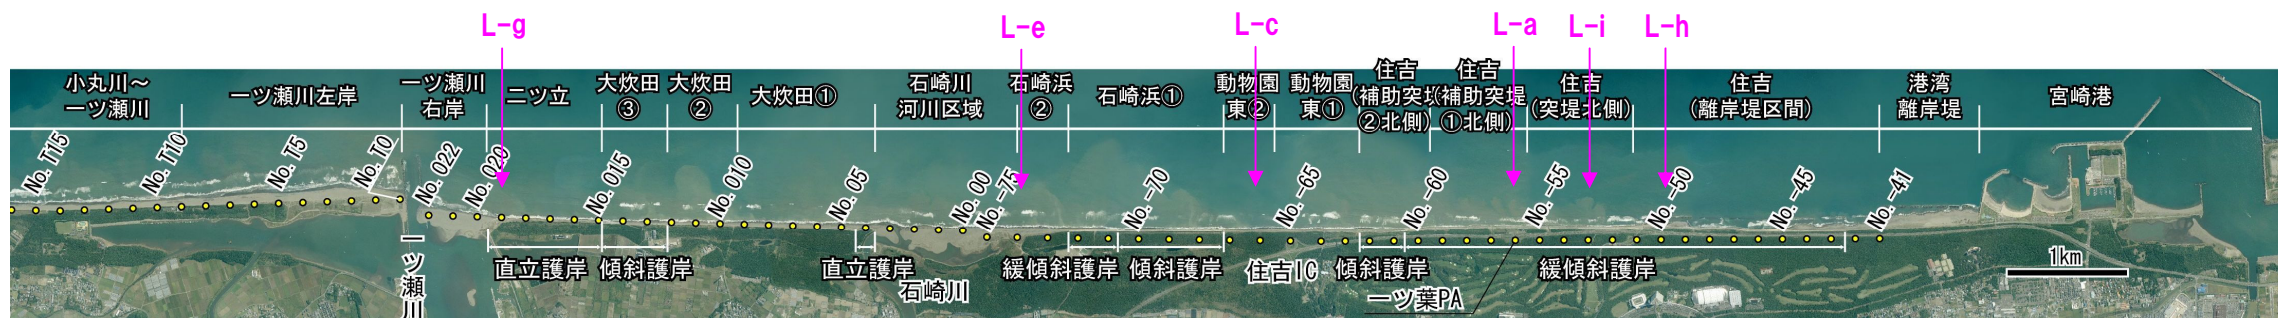 L-g
L-e
L-c
L-a
L-i
L-h
小丸川～
一ツ瀬川
一ツ瀬川左岸
一ツ瀬川
右岸
二ツ立
大炊田
③
大炊田
②
大炊田①
石崎川
河川区域
石崎浜
②
石崎浜①
動物園
東②
動物園
東①
住吉
(補助突堤
②北側)
住吉
(補助突堤
①北側)
住吉
(突堤北側)
住吉
(離岸堤区間)
港湾
離岸堤
宮崎港
No.T15
No.T10
No.T5
No.T0
No.022
No.020
No.015
No.010
No.05
No.00
No.-75
No.-70
No.-65
No.-60
No.-55
No.-50
No.-45
No.-41
直立護岸
傾斜護岸
直立護岸
緩傾斜護岸
傾斜護岸
住吉IC
傾斜護岸
緩傾斜護岸
一ツ瀬川
石崎川
一ツ葉PA
1km